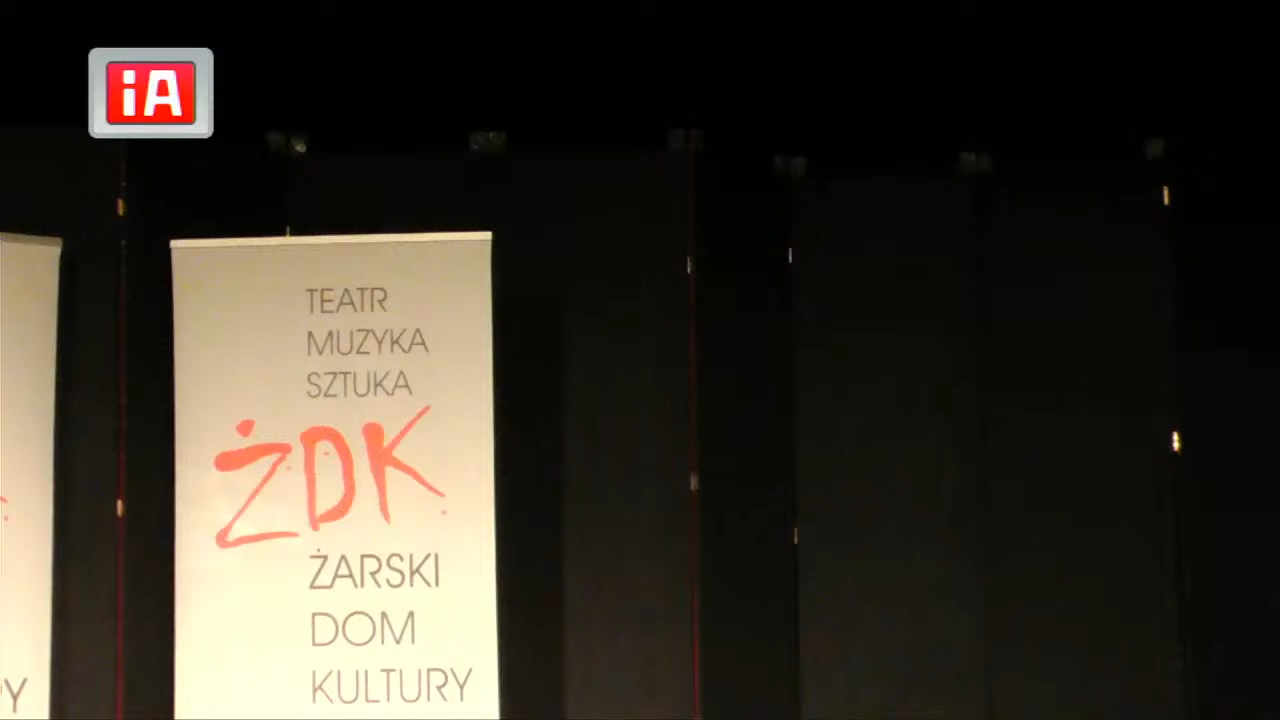 iA
TEATR
MUZYKA
SZTUKA
ŻDK
ŻARSKI
DOM
KULTURY
Y